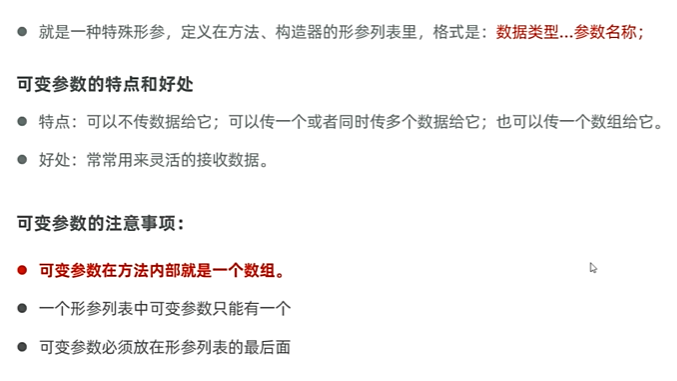 就是一种特殊形参，定义在方法、构造器的形参列表里，格式是：数据类型...参数名称；
可变参数的特点和好处
特点：可以不传数据给它；可以传一个或者同时传多个数据给它；也可以传一个数组给它。
好处：常常用来灵活的接收数据。
可变参数的注意事项：
可变参数在方法内部就是一个数组。
一个形参列表中可变参数只能有一个
可变参数必须放在形参列表的最后面